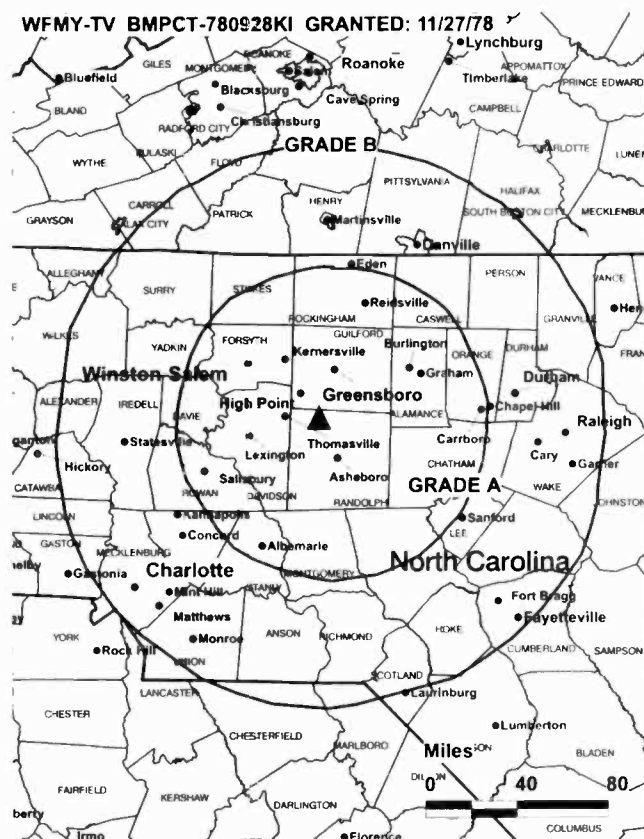 WFMY-TV BMPCT-780928KI GRANTED: 11/27/78
Lynchburg
ROANOKE
Roanoke
GILES
MONTGOMERY
Salem
APPOMATTOX
Bluefield
Timberlake
PRINCE EDWARD
Blacksburg
Cave Spring
BLAND
CAMPBELL
Christiansburg
RADFORD CITY
GRADE B
CHARLOTTE
PULASKI
WYTHE
FLOYD
PITTSYLVANIA
HALIFAX
HENRY
CARROLL
PATRICK
SOUTH BOSTON CITY
MECKLENBURG
GRAYSON
Martinsville
Danville
Eden
ALLEGHANY
PERSON
SURRY
STOKES
VANCE
Reidsville
ROCKINGHAM
CASWELL
GRANVILLE
WILKES
GUILFORD
YADKIN
FORSYTH
Burlington
ORANGE
DURHAM
Kernersville
Winston Salem
Graham
Durham
Greensboro
ALEXANDER
IREDELL
High Point
DAVIE
ALAMANCE
Chapel Hill
Raleigh
Statesville
Thomasville
Carrboro
Cary
Hickory
Lexington
CHATHAM
Garner
Salisbury
Asheboro
CATAWBA
ROWAN
DAVIDSON
RANDOLPH
GRADE A
WAKE
Kannapolis
LINCOLN
Sanford
LEE
Concord
GASTON
MECKLENBURG
Albemarle
North Carolina
Gastonia
Charlotte
STANLY
MONTGOMERY
Mint Hill
Fort Bragg
Matthews
Fayetteville
ANSON
RICHMOND
HOKE
YORK
Monroe
Rock Hill
CUMBERLAND
SAMPSON
UNION
SCOTLAND
Laurinburg
LANCASTER
CHESTER
CHESTERFIELD
Lumberton
MARLBORO
Miles
BLADEN
FAIRFIELD
KERSHAW
0 40 80
DARLINGTON
COLUMBUS
Irmo
Florence